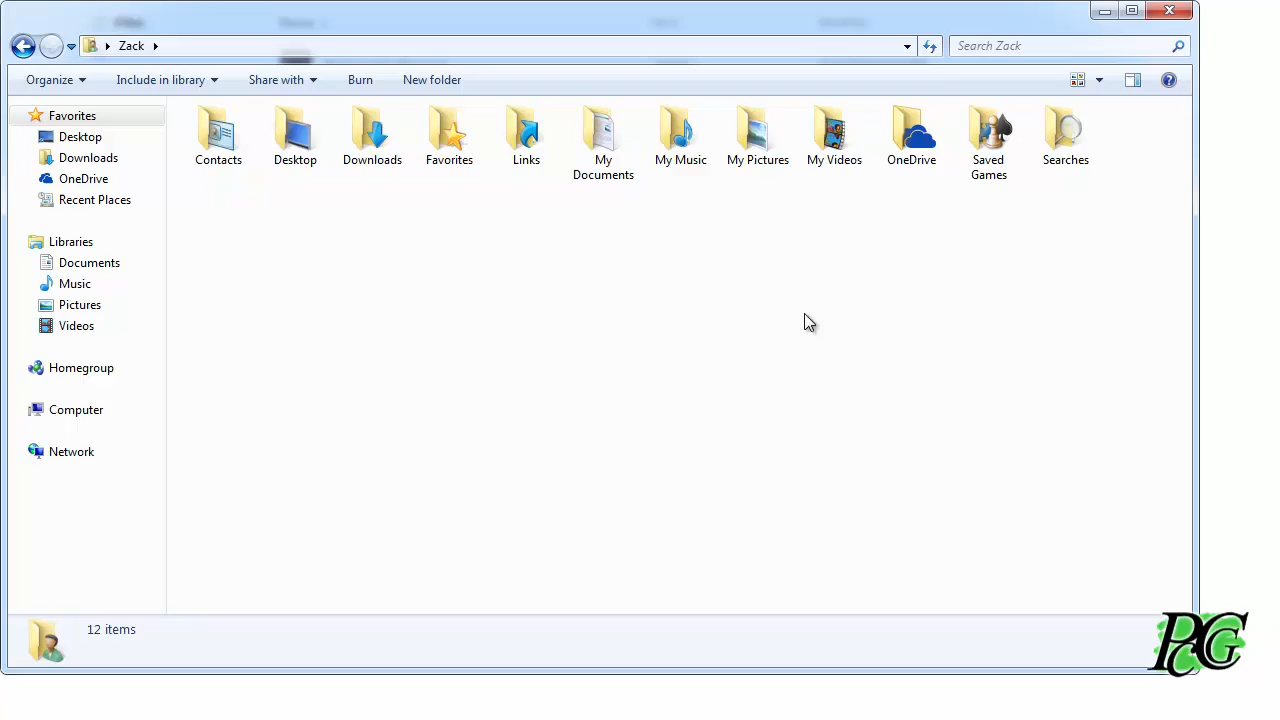 Zack
Search Zack
Organize
Include in library
Share with
Burn
New folder
Favorites
Desktop
Downloads
OneDrive
Recent Places
Libraries
Documents
Music
Pictures
Videos
Homegroup
Computer
Network
Contacts
Desktop
Downloads
Favorites
Links
My
Documents
My Music
My Pictures
My Videos
OneDrive
Saved
Games
Searches
12 items
PCG